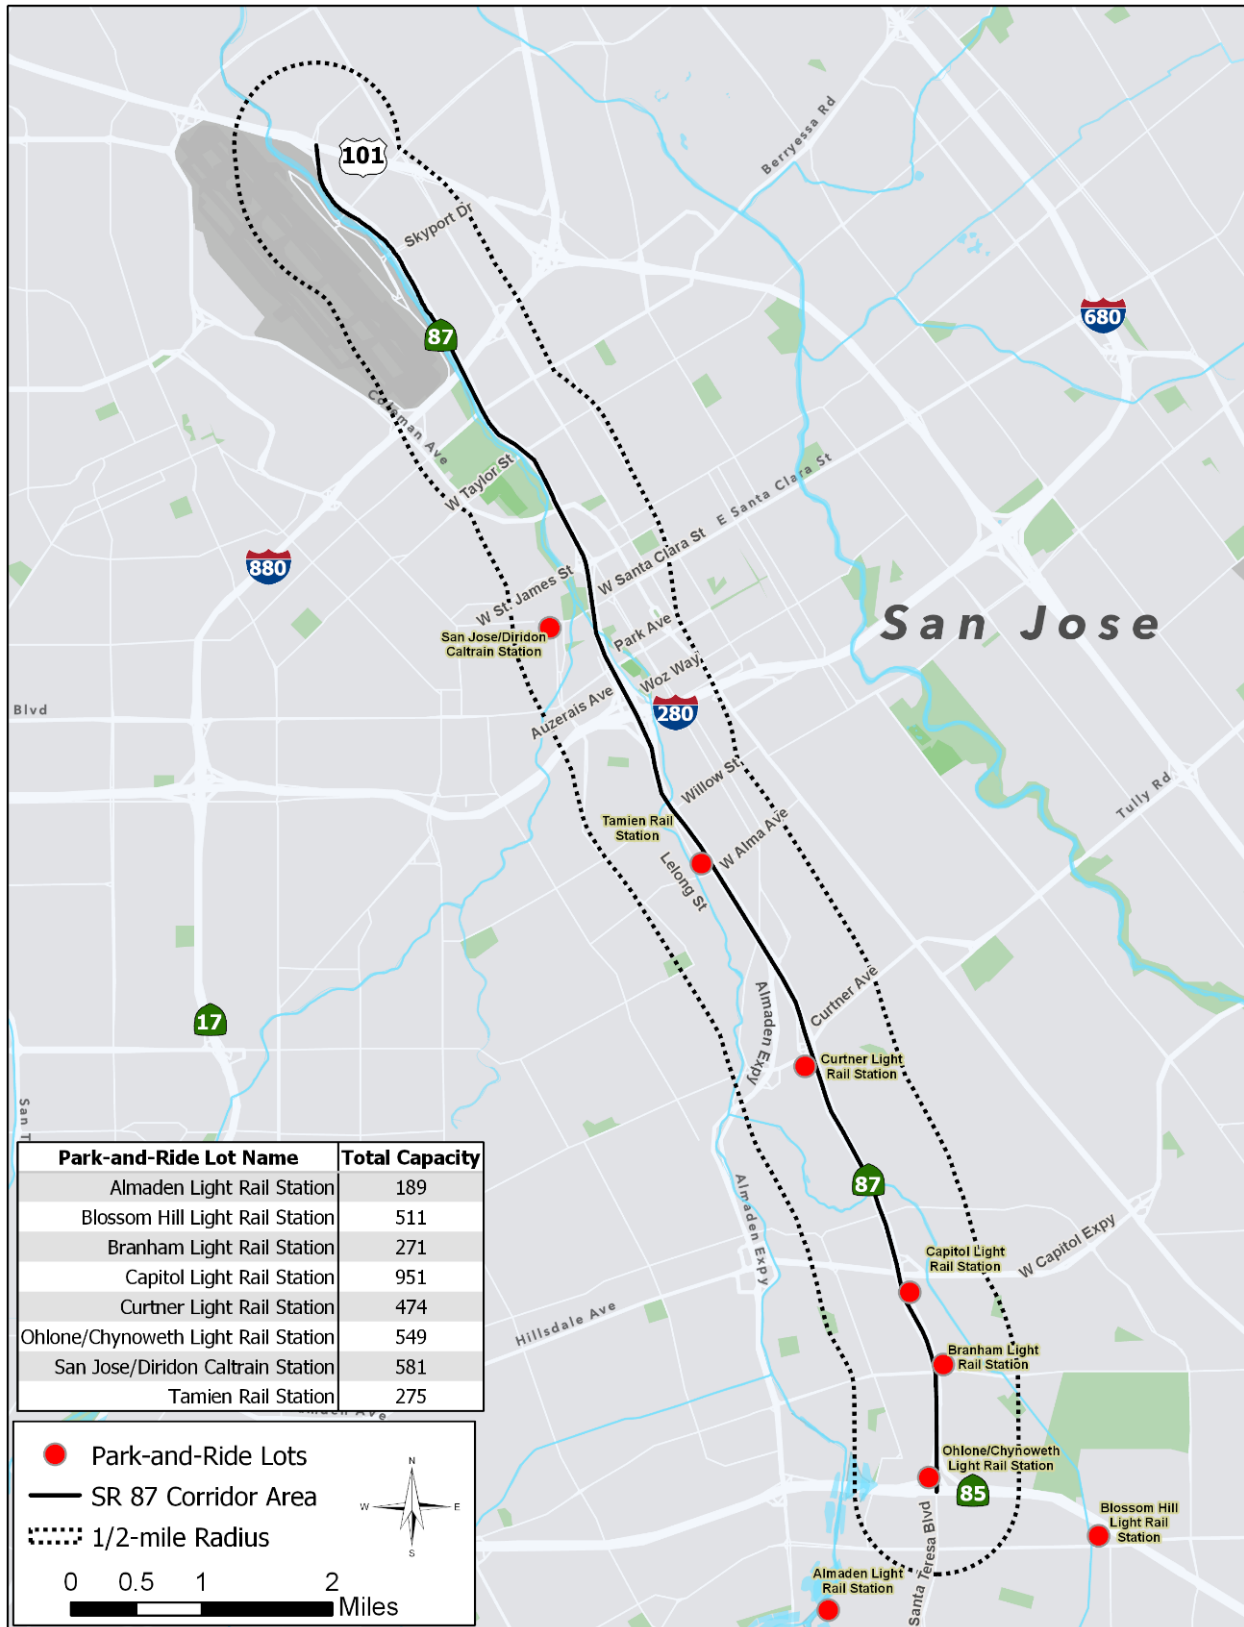 101
Berryessa Rd
Skyport Dr
680
87
Coleman Ave
W Taylor St
E Santa Clara St
880
W Santa Clara St
W St. James St
San Jose
San Jose/Diridon
Caltrain Station
Park Ave
Woz Way
Auzerais Ave
280
Blvd
Willow St
Tully Rd
Tamien Rail
Station
W Alma Ave
Lelong St
Curtner Ave
Almaden Expy
17
Curtner Light
Rail Station
San T
87
Almaden Expy
W Capitol Expy
Capitol Light
Rail Station
Hillsdale Ave
Branham Light
Rail Station
Park-and-Ride Lot Name Total Capacity
Almaden Light Rail Station 189
Blossom Hill Light Rail Station 511
Branham Light Rail Station 271
Capitol Light Rail Station 951
Curtner Light Rail Station 474
Ohlone/Chynoweth Light Rail Station 549
San Jose/Diridon Caltrain Station 581
Tamien Rail Station 275
Ave
Ohlone/Chynoweth
Light Rail Station
85
Blossom Hill
Light Rail
Station
Santa Teresa Blvd
Almaden Light
Rail Station
Park-and-Ride Lots
SR 87 Corridor Area
1/2-mile Radius
N
W E
S
0 0.5 1 2
Miles